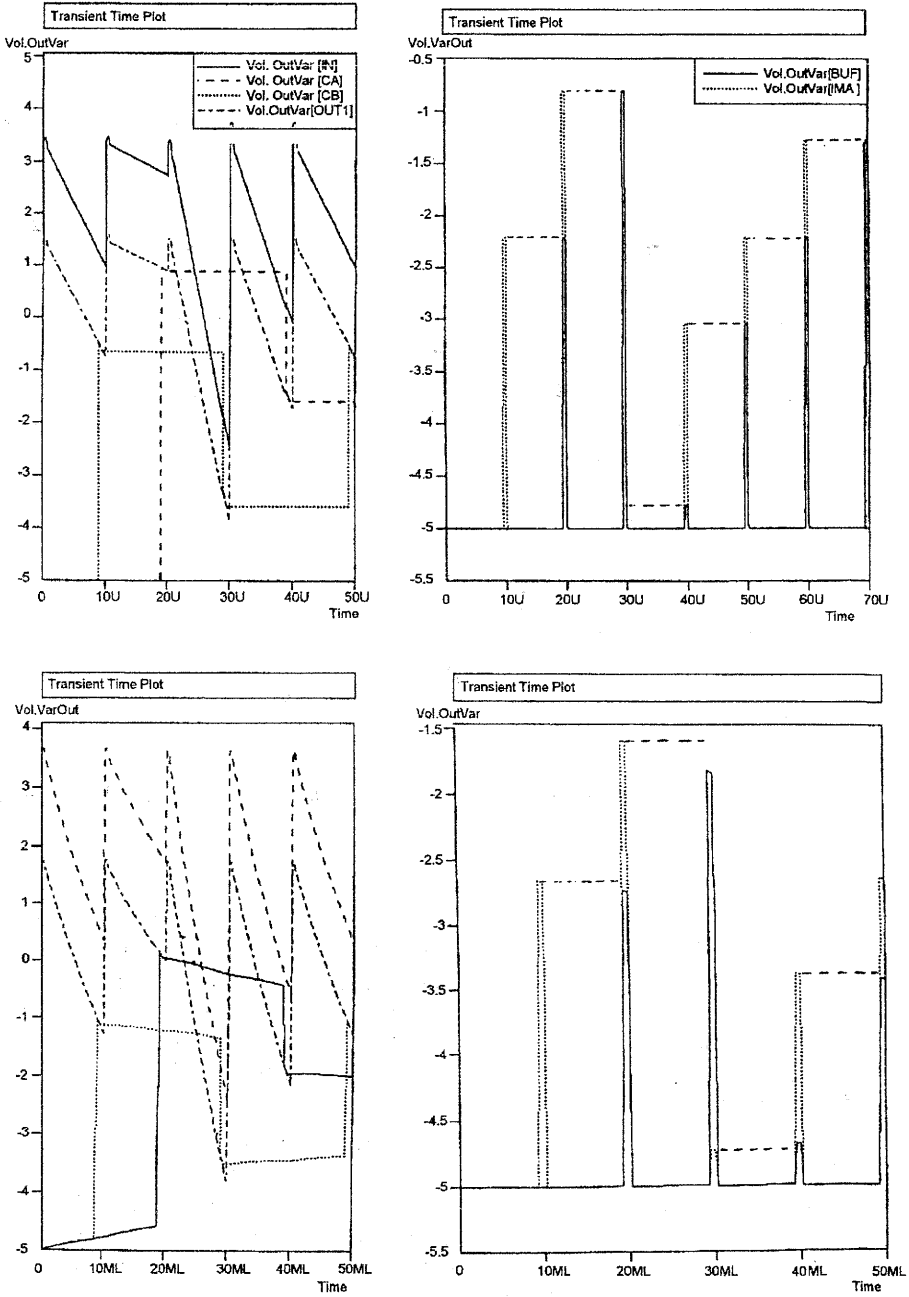 Transient Time Plot
Vol.OutVar
Vol. OutVar [IN]
Vol. OutVar [CA]
Vol. OutVar [CB]
Vol.OutVar[OUT1]
5
4
3
2
1
0
-1
-2
-3
-4
-5
0 10U 20U 30U 40U 50U
Time
Transient Time Plot
Vol.VarOut
Vol.OutVar[BUF]
Vol.OutVar[IMA]
-0.5
-1
-1.5
-2
-2.5
-3
-3.5
-4
-4.5
-5
-5.5
0 10U 20U 30U 40U 50U 60U 70U
Time
Transient Time Plot
Vol.VarOut
4
3
2
1
0
-1
-2
-3
-4
-5
0 10ML 20ML 30ML 40ML 50ML
Time
Transient Time Plot
Vol.OutVar
-1.5
-2
-2.5
-3
-3.5
-4
-4.5
-5
-5.5
0 10ML 20ML 30ML 40ML 50ML
Time